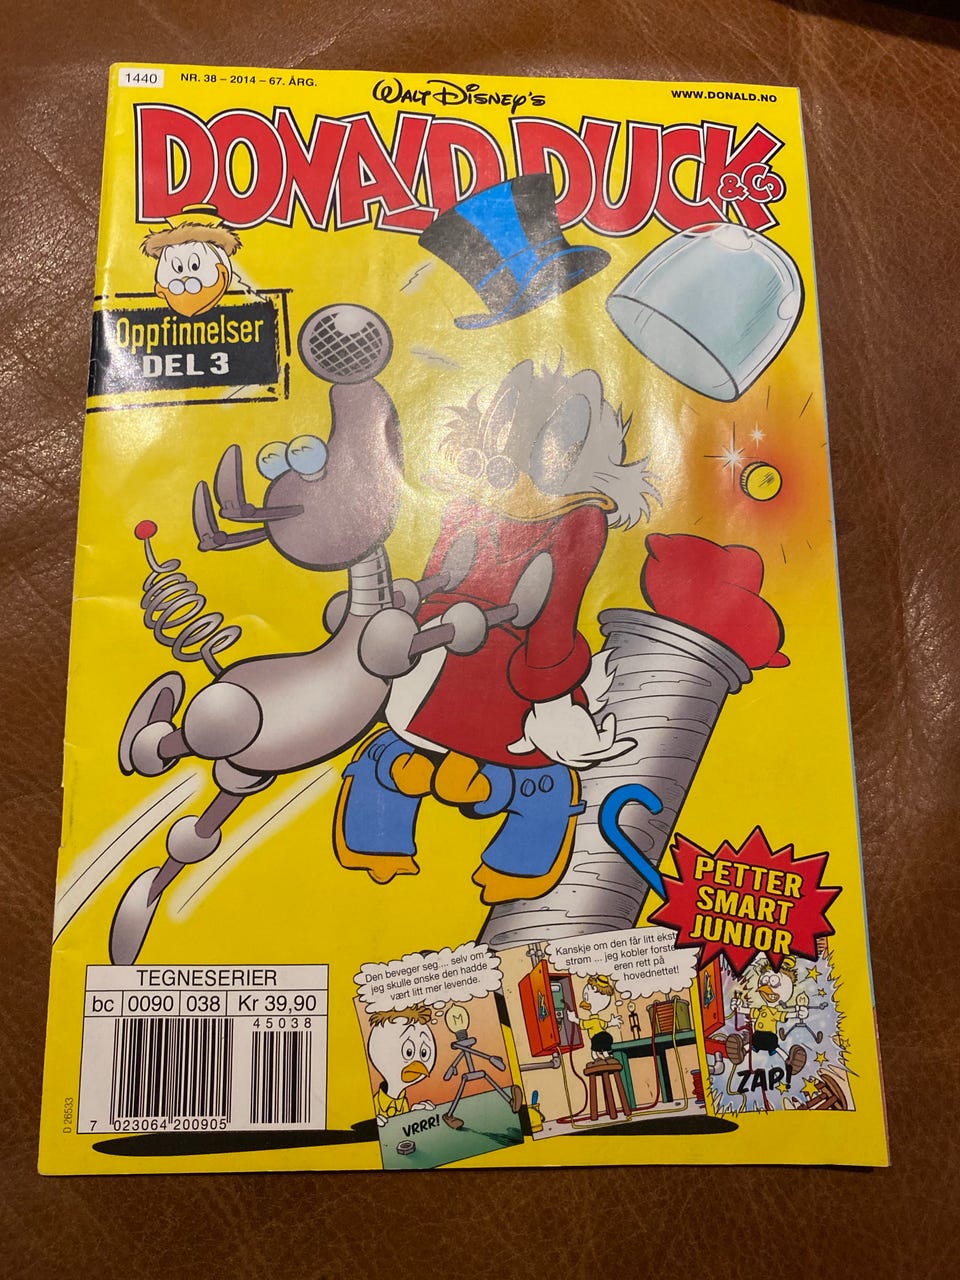 1440
NR. 38 – 2014 – 67. ÅRG.
WALT DISNEY'S
WWW.DONALD.NO
DONALD DUCK
& Co
Oppfinnelser
DEL 3
PETTER
SMART
JUNIOR
Den beveger seg.... selv om
jeg skulle ønske den hadde
vært litt mer levende.
VRRR!
Kanskje om den får litt ekst
strøm ... jeg kobler forste
eren rett på
hovednettet!
ZAP!
TEGNESERIER
bc 0090 038 Kr 39,90
45038
7 023064 200905
D 26533